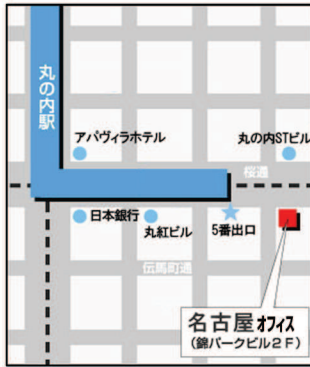 丸の内駅
アパヴィラホテル
丸の内STビル
桜通
日本銀行
丸紅ビル
5番出口
伝馬町通
名古屋オフィス
(錦パークビル2F)